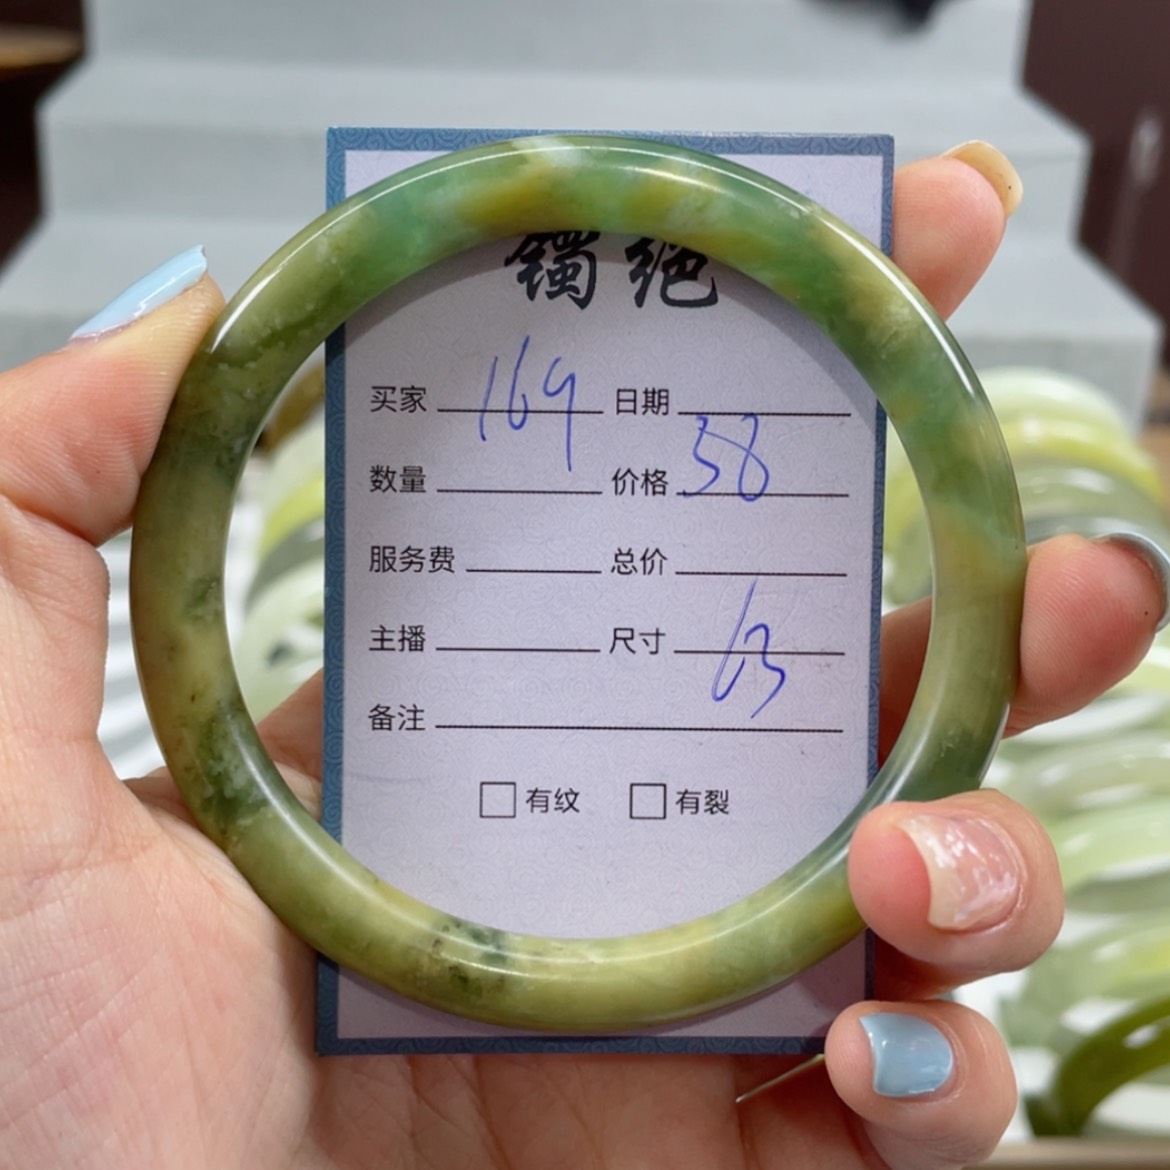 镯绝
买家 169 日期
数量 价格 58
服务费 总价
主播 尺寸 63
备注
有纹 有裂